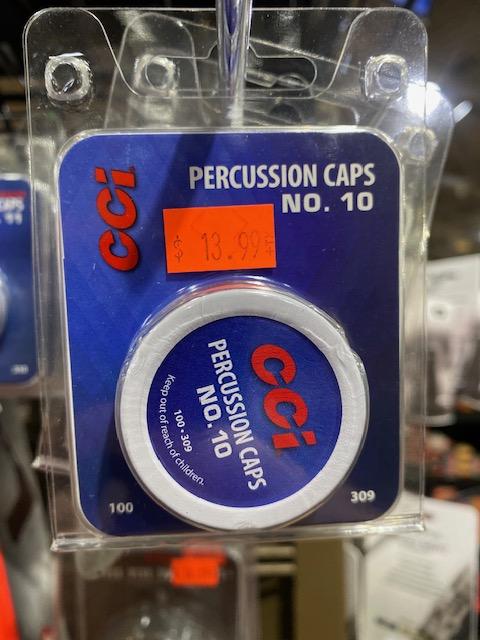 cci
PERCUSSION CAPS
NO. 10
$ 13.99
cci
PERCUSSION CAPS
NO. 10
100 • 309
Keep out of reach of children.
100
309